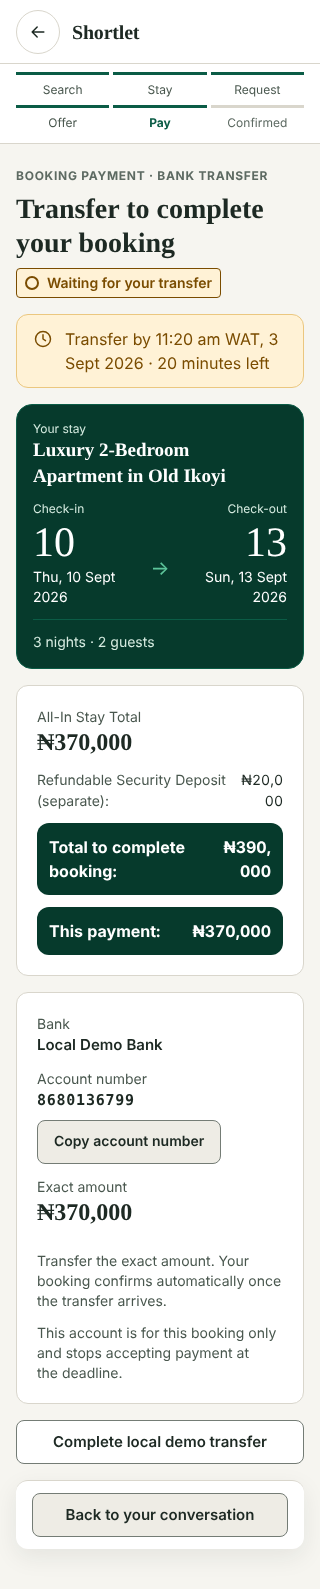 Shortlet
Search Stay Request
Offer Pay Confirmed
BOOKING PAYMENT · BANK TRANSFER
Transfer to complete
your booking
Waiting for your transfer
Transfer by 11:20 am WAT, 3
Sept 2026 · 20 minutes left
Your stay
Luxury 2-Bedroom
Apartment in Old Ikoyi
Check-in Check-out
10 → 13
Thu, 10 Sept Sun, 13 Sept
2026 2026
3 nights · 2 guests
All-In Stay Total
₦370,000
Refundable Security Deposit ₦20,0
(separate): 00
Total to complete ₦390,
booking: 000
This payment: ₦370,000
Bank
Local Demo Bank
Account number
8680136799
Copy account number
Exact amount
₦370,000
Transfer the exact amount. Your
booking confirms automatically once
the transfer arrives.
This account is for this booking only
and stops accepting payment at
the deadline.
Complete local demo transfer
Back to your conversation